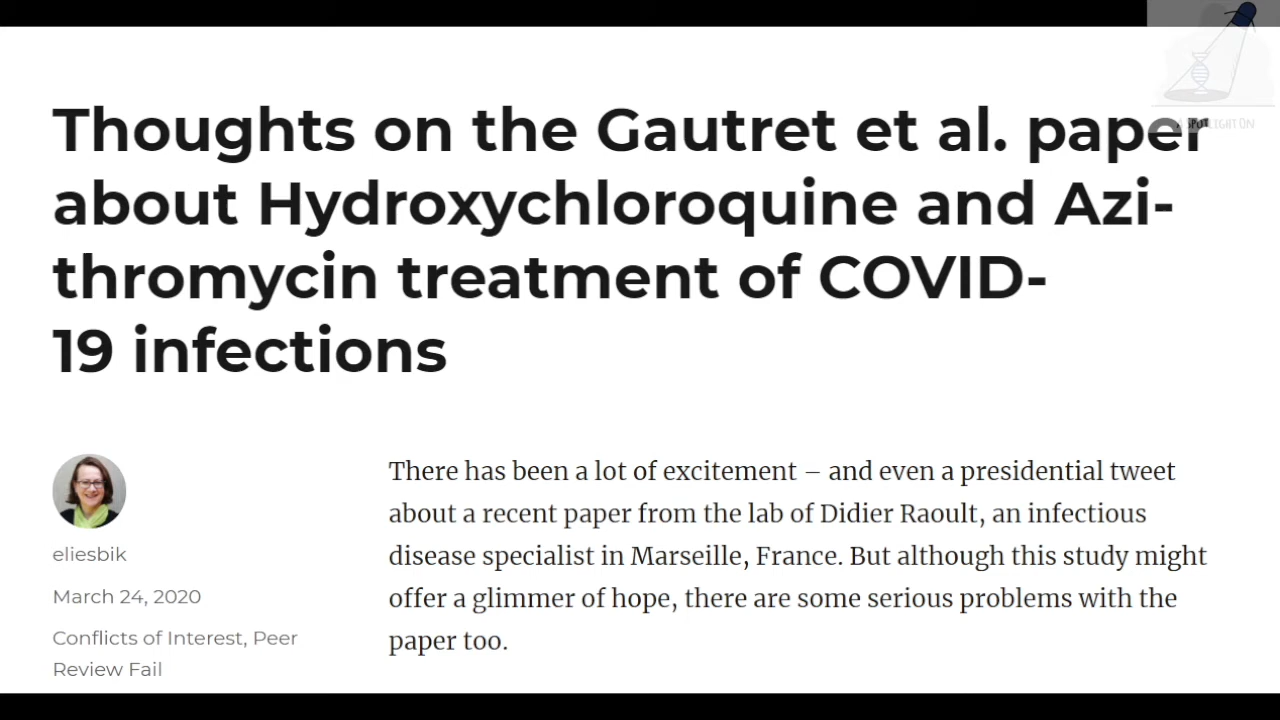 Thoughts on the Gautret et al. paper
about Hydroxychloroquine and Azi-
thromycin treatment of COVID-
19 infections
A SPOTLIGHT ON
There has been a lot of excitement – and even a presidential tweet
about a recent paper from the lab of Didier Raoult, an infectious
disease specialist in Marseille, France. But although this study might
offer a glimmer of hope, there are some serious problems with the
paper too.
eliesbik
March 24, 2020
Conflicts of Interest, Peer
Review Fail